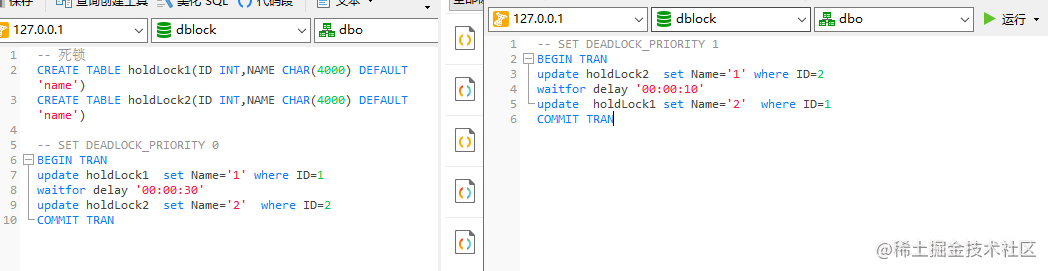 保存 查询创建工具 美化 SQL 代码段 文本
127.0.0.1 dblock dbo
1 -- 死锁
2 CREATE TABLE holdLock1(ID INT,NAME CHAR(4000) DEFAULT
'name')
3 CREATE TABLE holdLock2(ID INT,NAME CHAR(4000) DEFAULT
'name')
4
5 -- SET DEADLOCK_PRIORITY 0
6 BEGIN TRAN
7 update holdLock1  set Name='1' where ID=1
8 waitfor delay '00:00:30'
9 update holdLock2  set Name='2'  where ID=2
10 COMMIT TRAN
127.0.0.1 dblock dbo 运行
1 -- SET DEADLOCK_PRIORITY 1
2 BEGIN TRAN
3 update holdLock2  set Name='1' where ID=2
4 waitfor delay '00:00:10'
5 update  holdLock1 set Name='2'  where ID=1
6 COMMIT TRAN
@稀土掘金技术社区